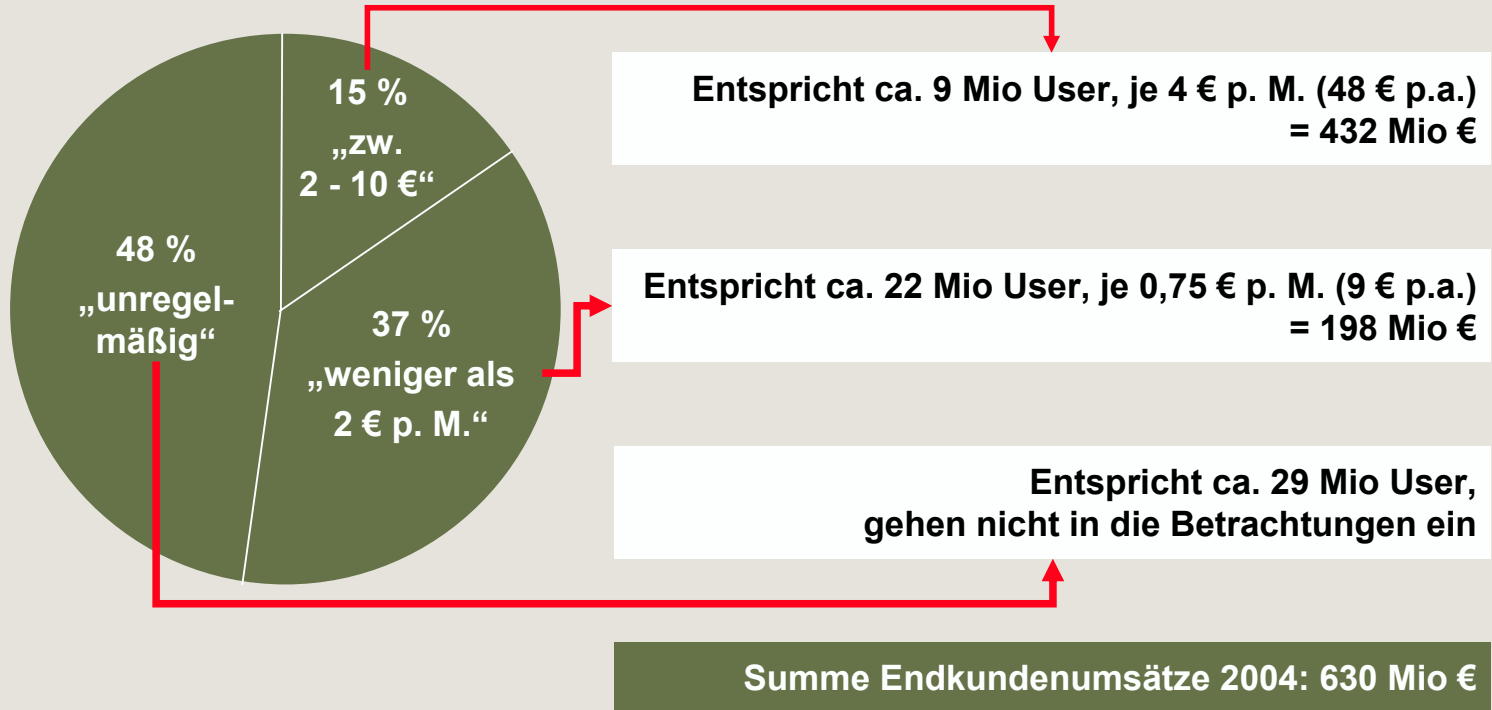 15 %
„zw.
2 - 10 €“
48 %
„unregel-
mäßig“
37 %
„weniger als
2 € p. M.“
Entspricht ca. 9 Mio User, je 4 € p. M. (48 € p.a.)
= 432 Mio €
Entspricht ca. 22 Mio User, je 0,75 € p. M. (9 € p.a.)
= 198 Mio €
Entspricht ca. 29 Mio User,
gehen nicht in die Betrachtungen ein
Summe Endkundenumsätze 2004: 630 Mio €